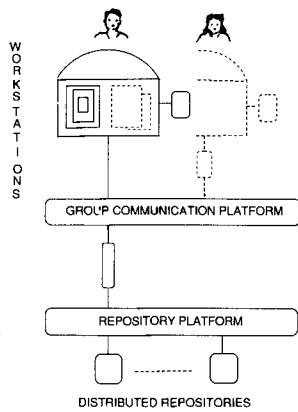 WORKSTATIONS
GROUP COMMUNICATION PLATFORM
REPOSITORY PLATFORM
DISTRIBUTED REPOSITORIES